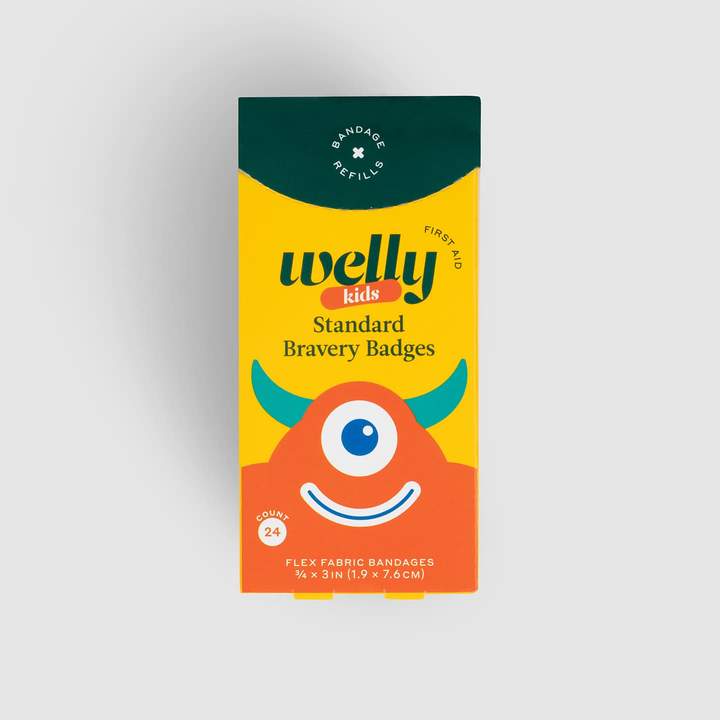 BANDAGE
REFILLS
FIRST AID
welly
kids
Standard
Bravery Badges
COUNT
24
FLEX FABRIC BANDAGES
¾ × 3 IN (1.9 × 7.6 CM)